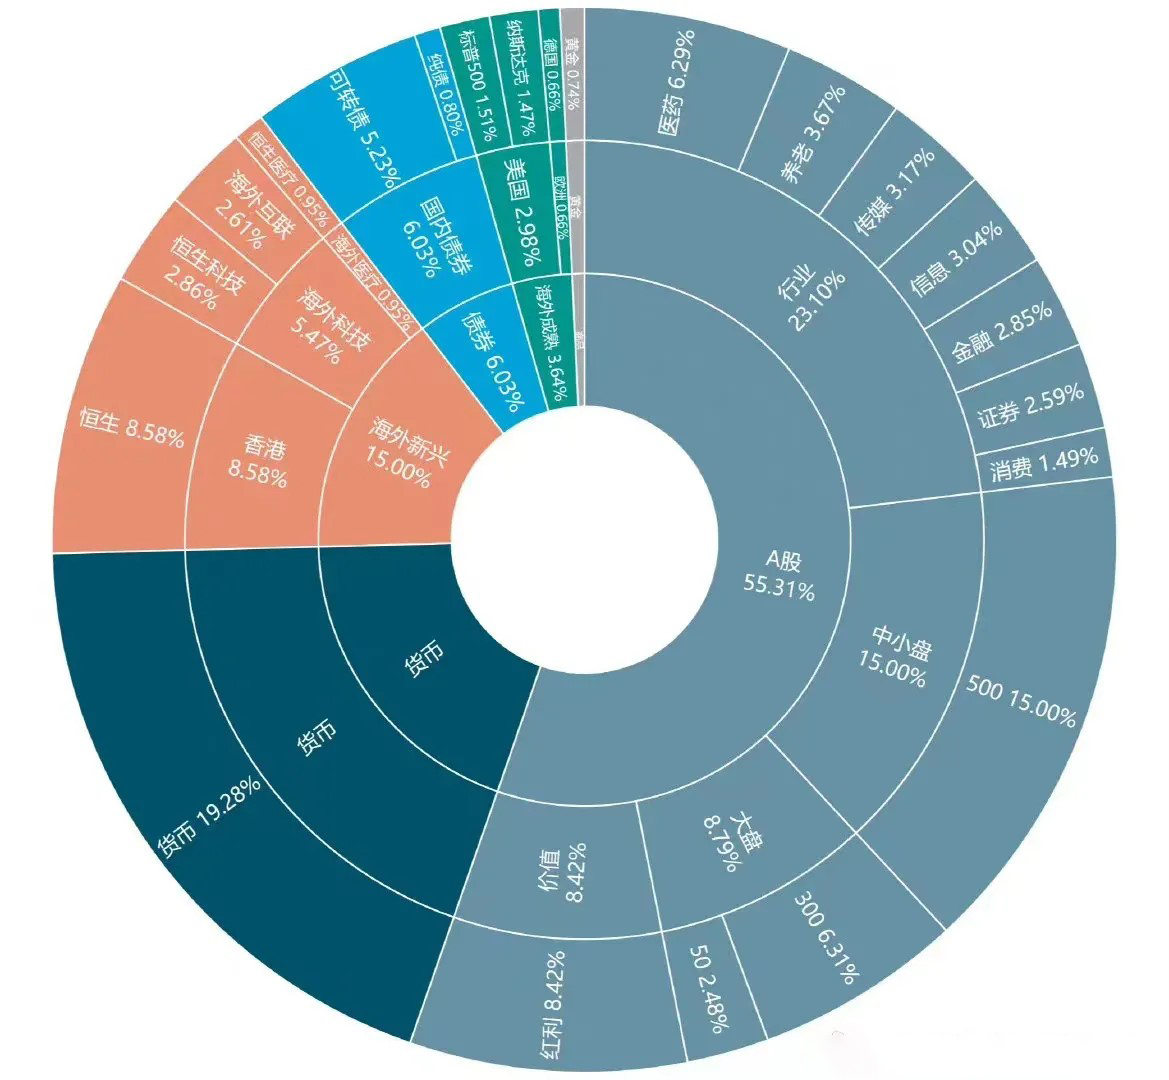 A股
55.31%
行业
23.10%
医药 6.29%
养老 3.67%
传媒 3.17%
信息 3.04%
金融 2.85%
证券 2.59%
消费 1.49%
中小盘
15.00%
500 15.00%
大盘
8.79%
300 6.31%
50 2.48%
价值
8.42%
红利 8.42%
货币
货币
货币 19.28%
海外新兴
15.00%
香港
8.58%
恒生 8.58%
海外科技
5.47%
恒生科技
2.86%
海外互联
2.61%
海外医疗 0.95%
恒生医疗 0.95%
债券 6.03%
国内债券
6.03%
可转债 5.23%
纯债 0.80%
海外成熟 3.64%
美国 2.98%
标普500 1.51%
纳斯达克 1.47%
欧洲 0.66%
德国 0.66%
黄金
黄金 0.74%